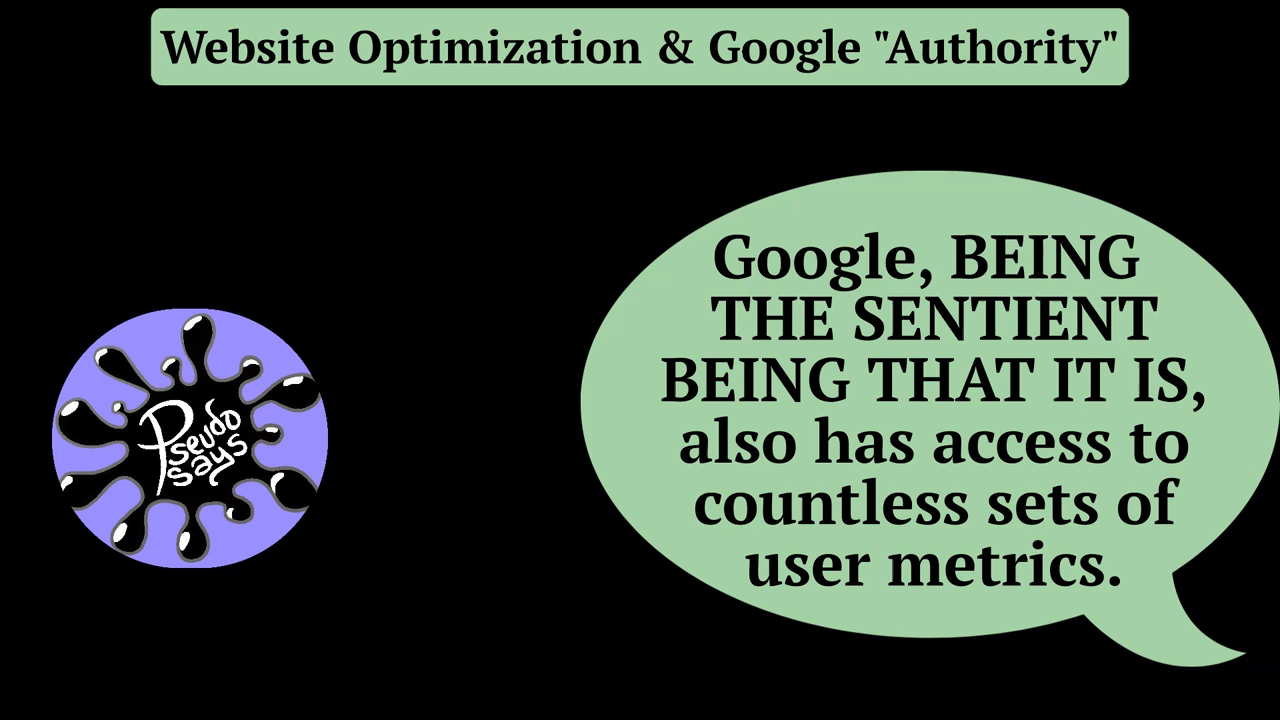 Website Optimization & Google "Authority"
Google, BEING
THE SENTIENT
BEING THAT IT IS,
also has access to
countless sets of
user metrics.
Pseudo
says